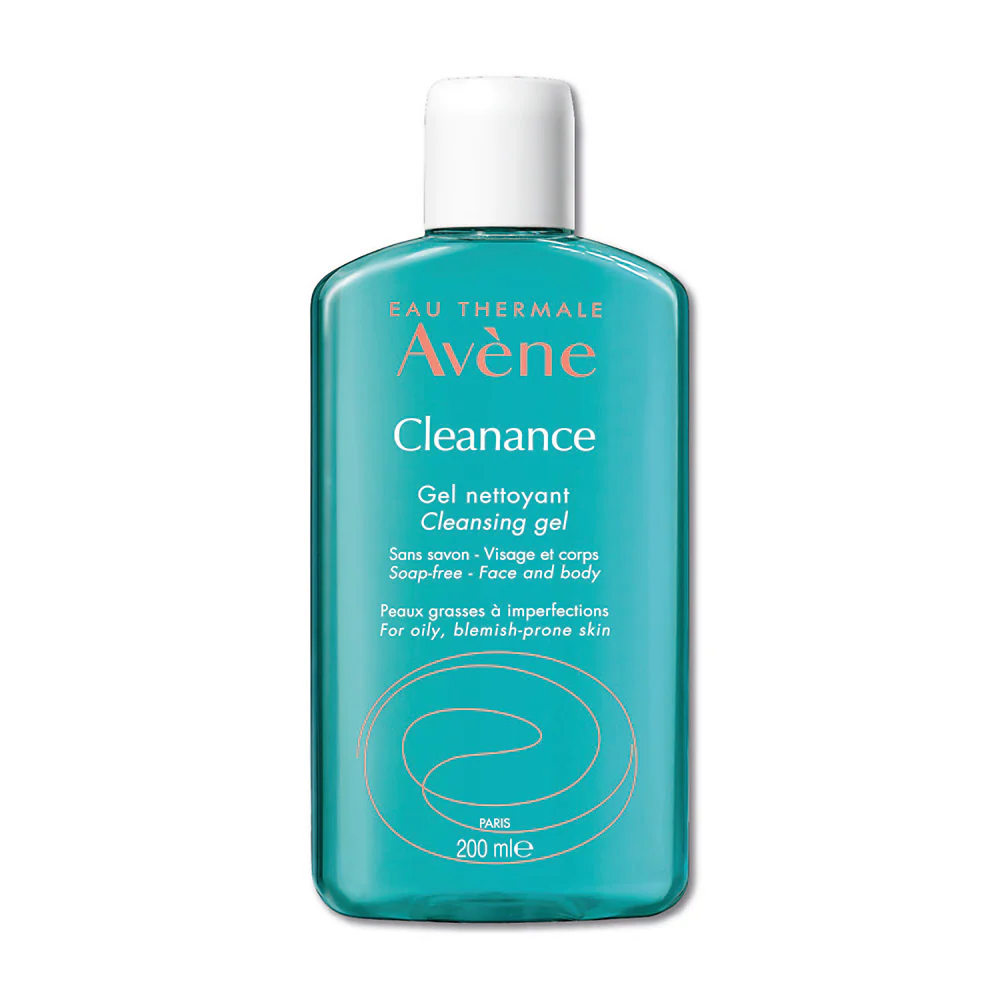 EAU THERMALE
Avène
Cleanance
Gel nettoyant
Cleansing gel
Sans savon - Visage et corps
Soap-free - Face and body
Peaux grasses à imperfections
For oily, blemish-prone skin
PARIS
200 ml℮